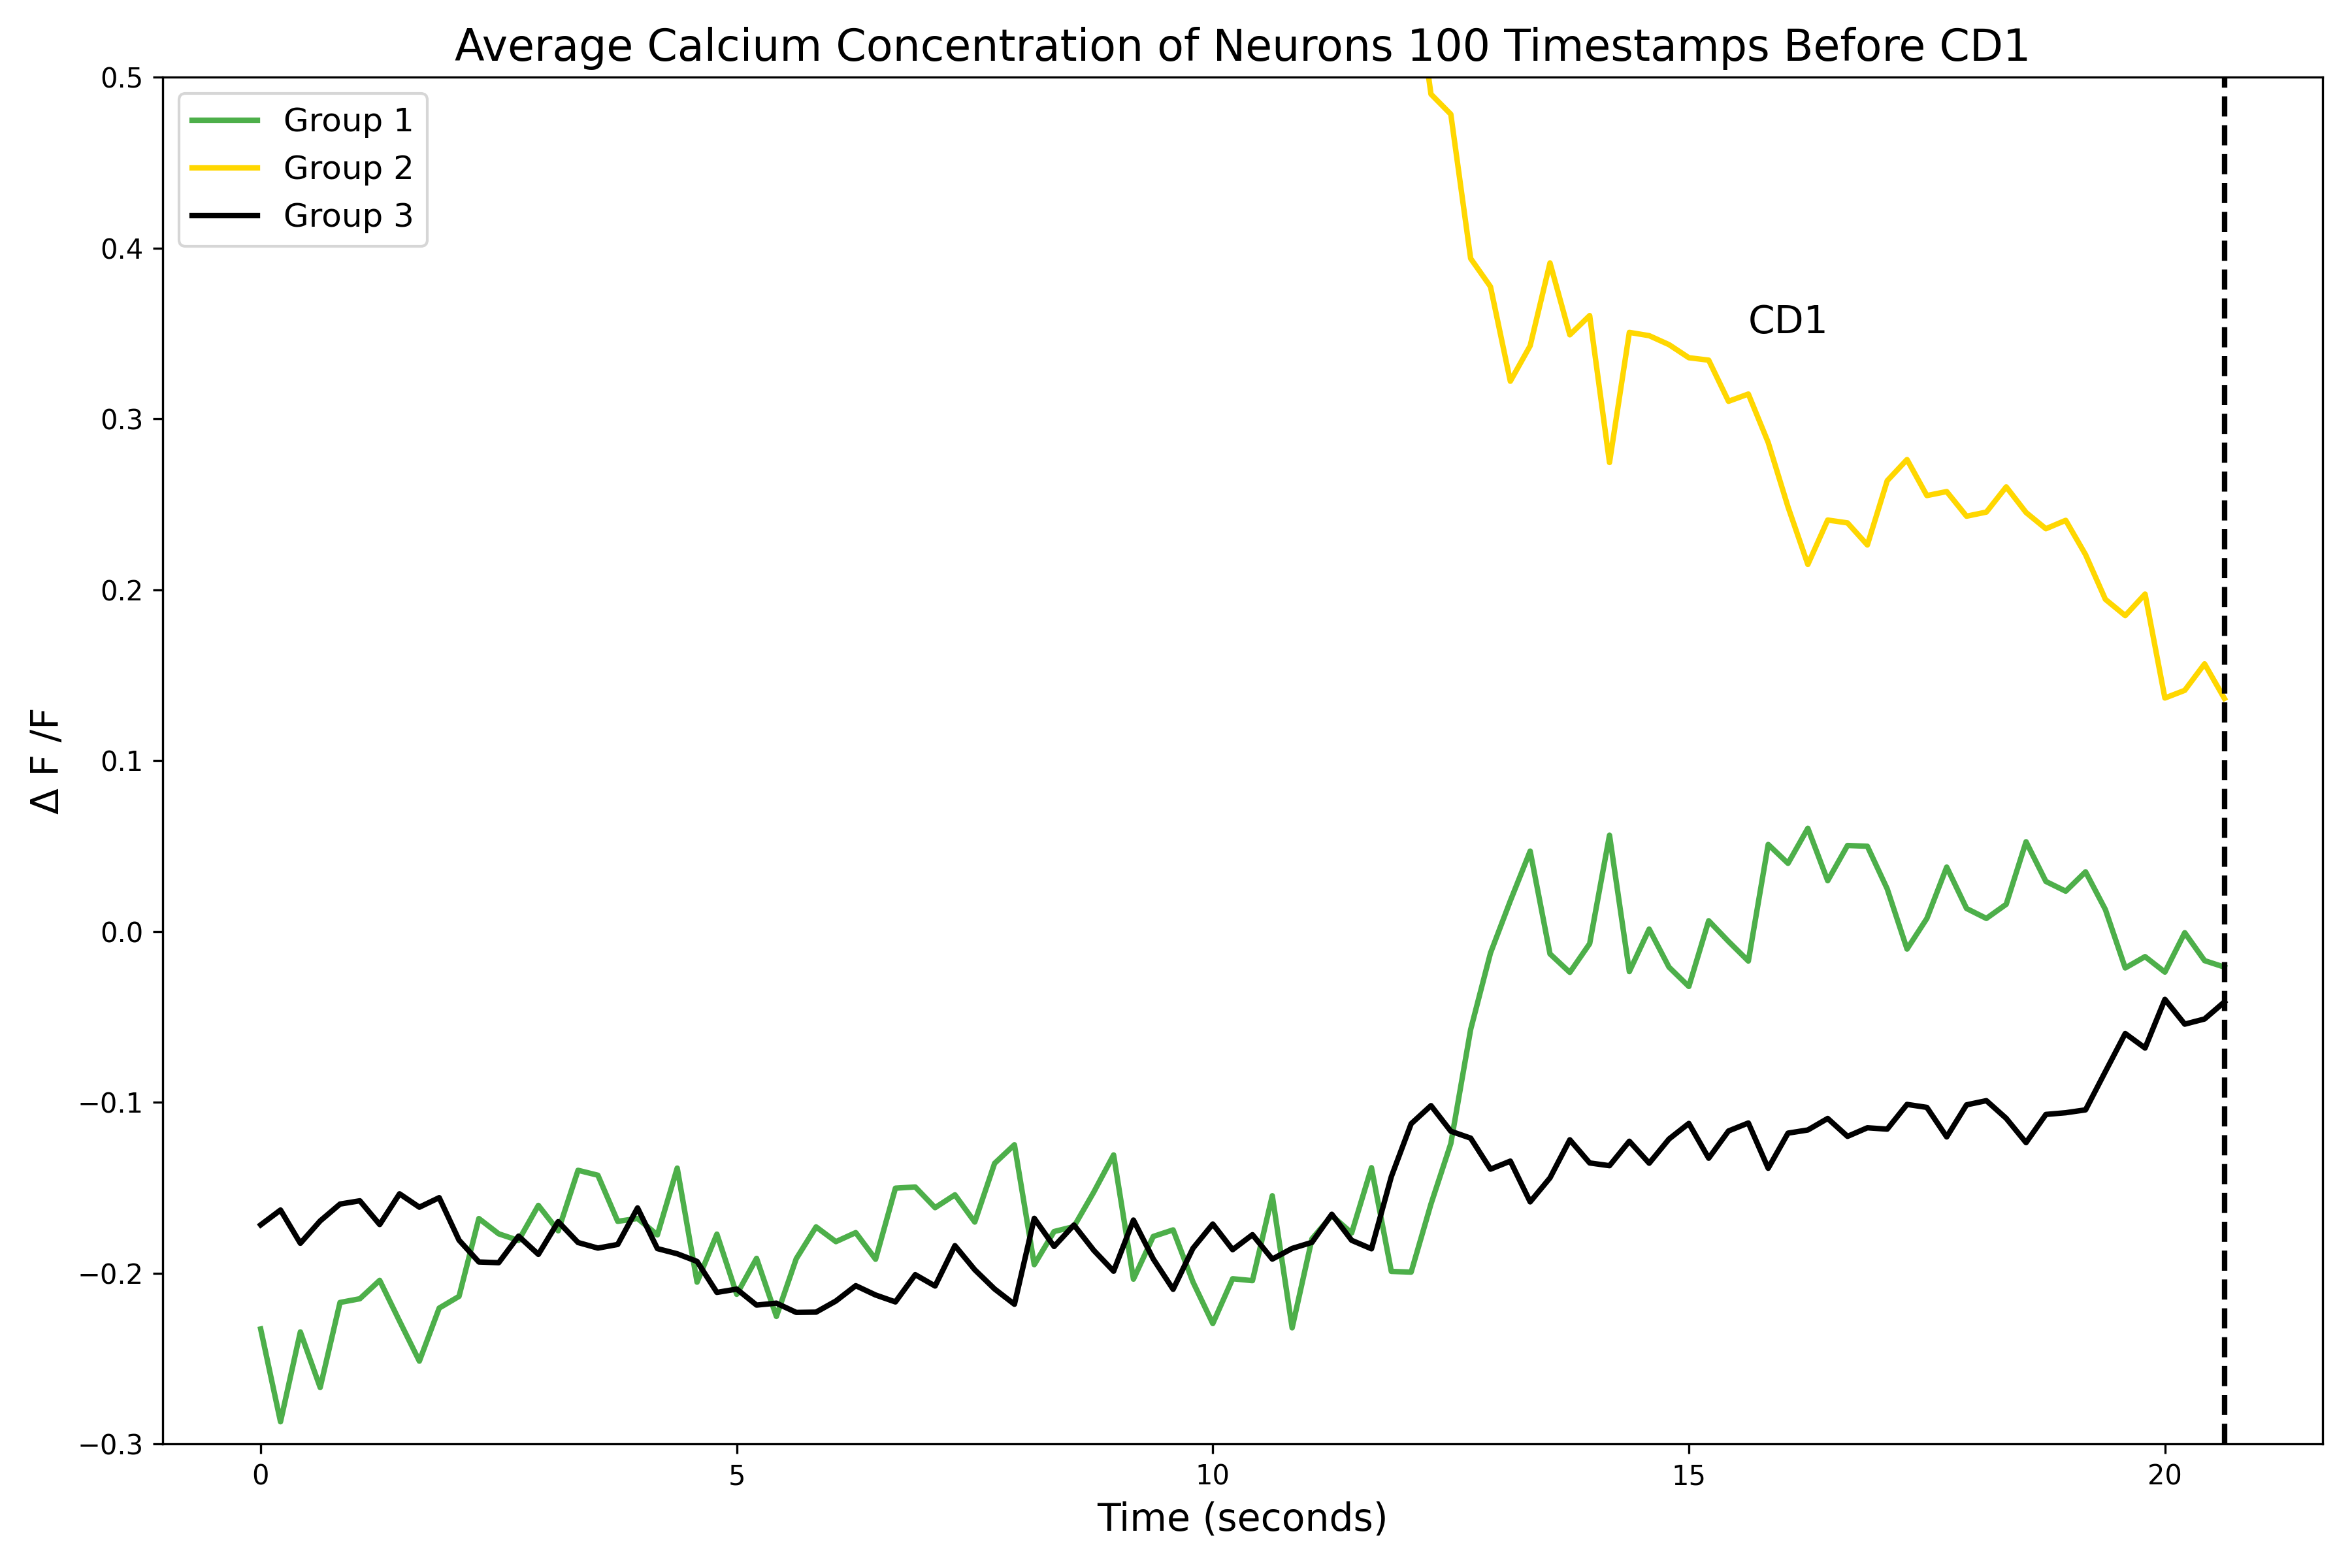 Average Calcium Concentration of Neurons 100 Timestamps Before CD1
0.5
Group 1
Group 2
Group 3
0.4
CD1
0.3
0.2
0.1
Δ F /F
0.0
−0.1
−0.2
−0.3
0 5 10 15 20
Time (seconds)